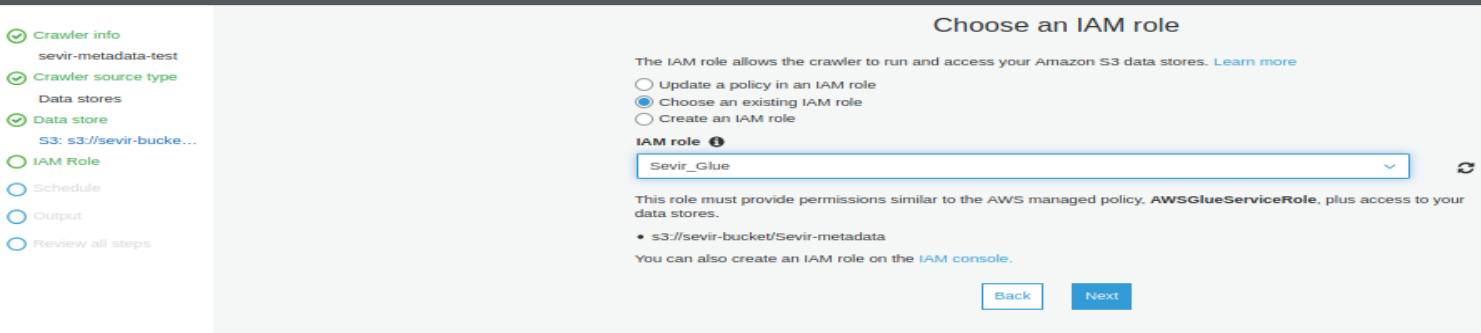 Crawler info
sevir-metadata-test
Crawler source type
Data stores
Data store
S3: s3://sevir-bucke...
IAM Role
Schedule
Output
Review all steps
Choose an IAM role
The IAM role allows the crawler to run and access your Amazon S3 data stores. Learn more
Update a policy in an IAM role
Choose an existing IAM role
Create an IAM role
IAM role
Sevir_Glue
This role must provide permissions similar to the AWS managed policy, AWSGlueServiceRole, plus access to your
data stores.
• s3://sevir-bucket/Sevir-metadata
You can also create an IAM role on the IAM console.
Back Next